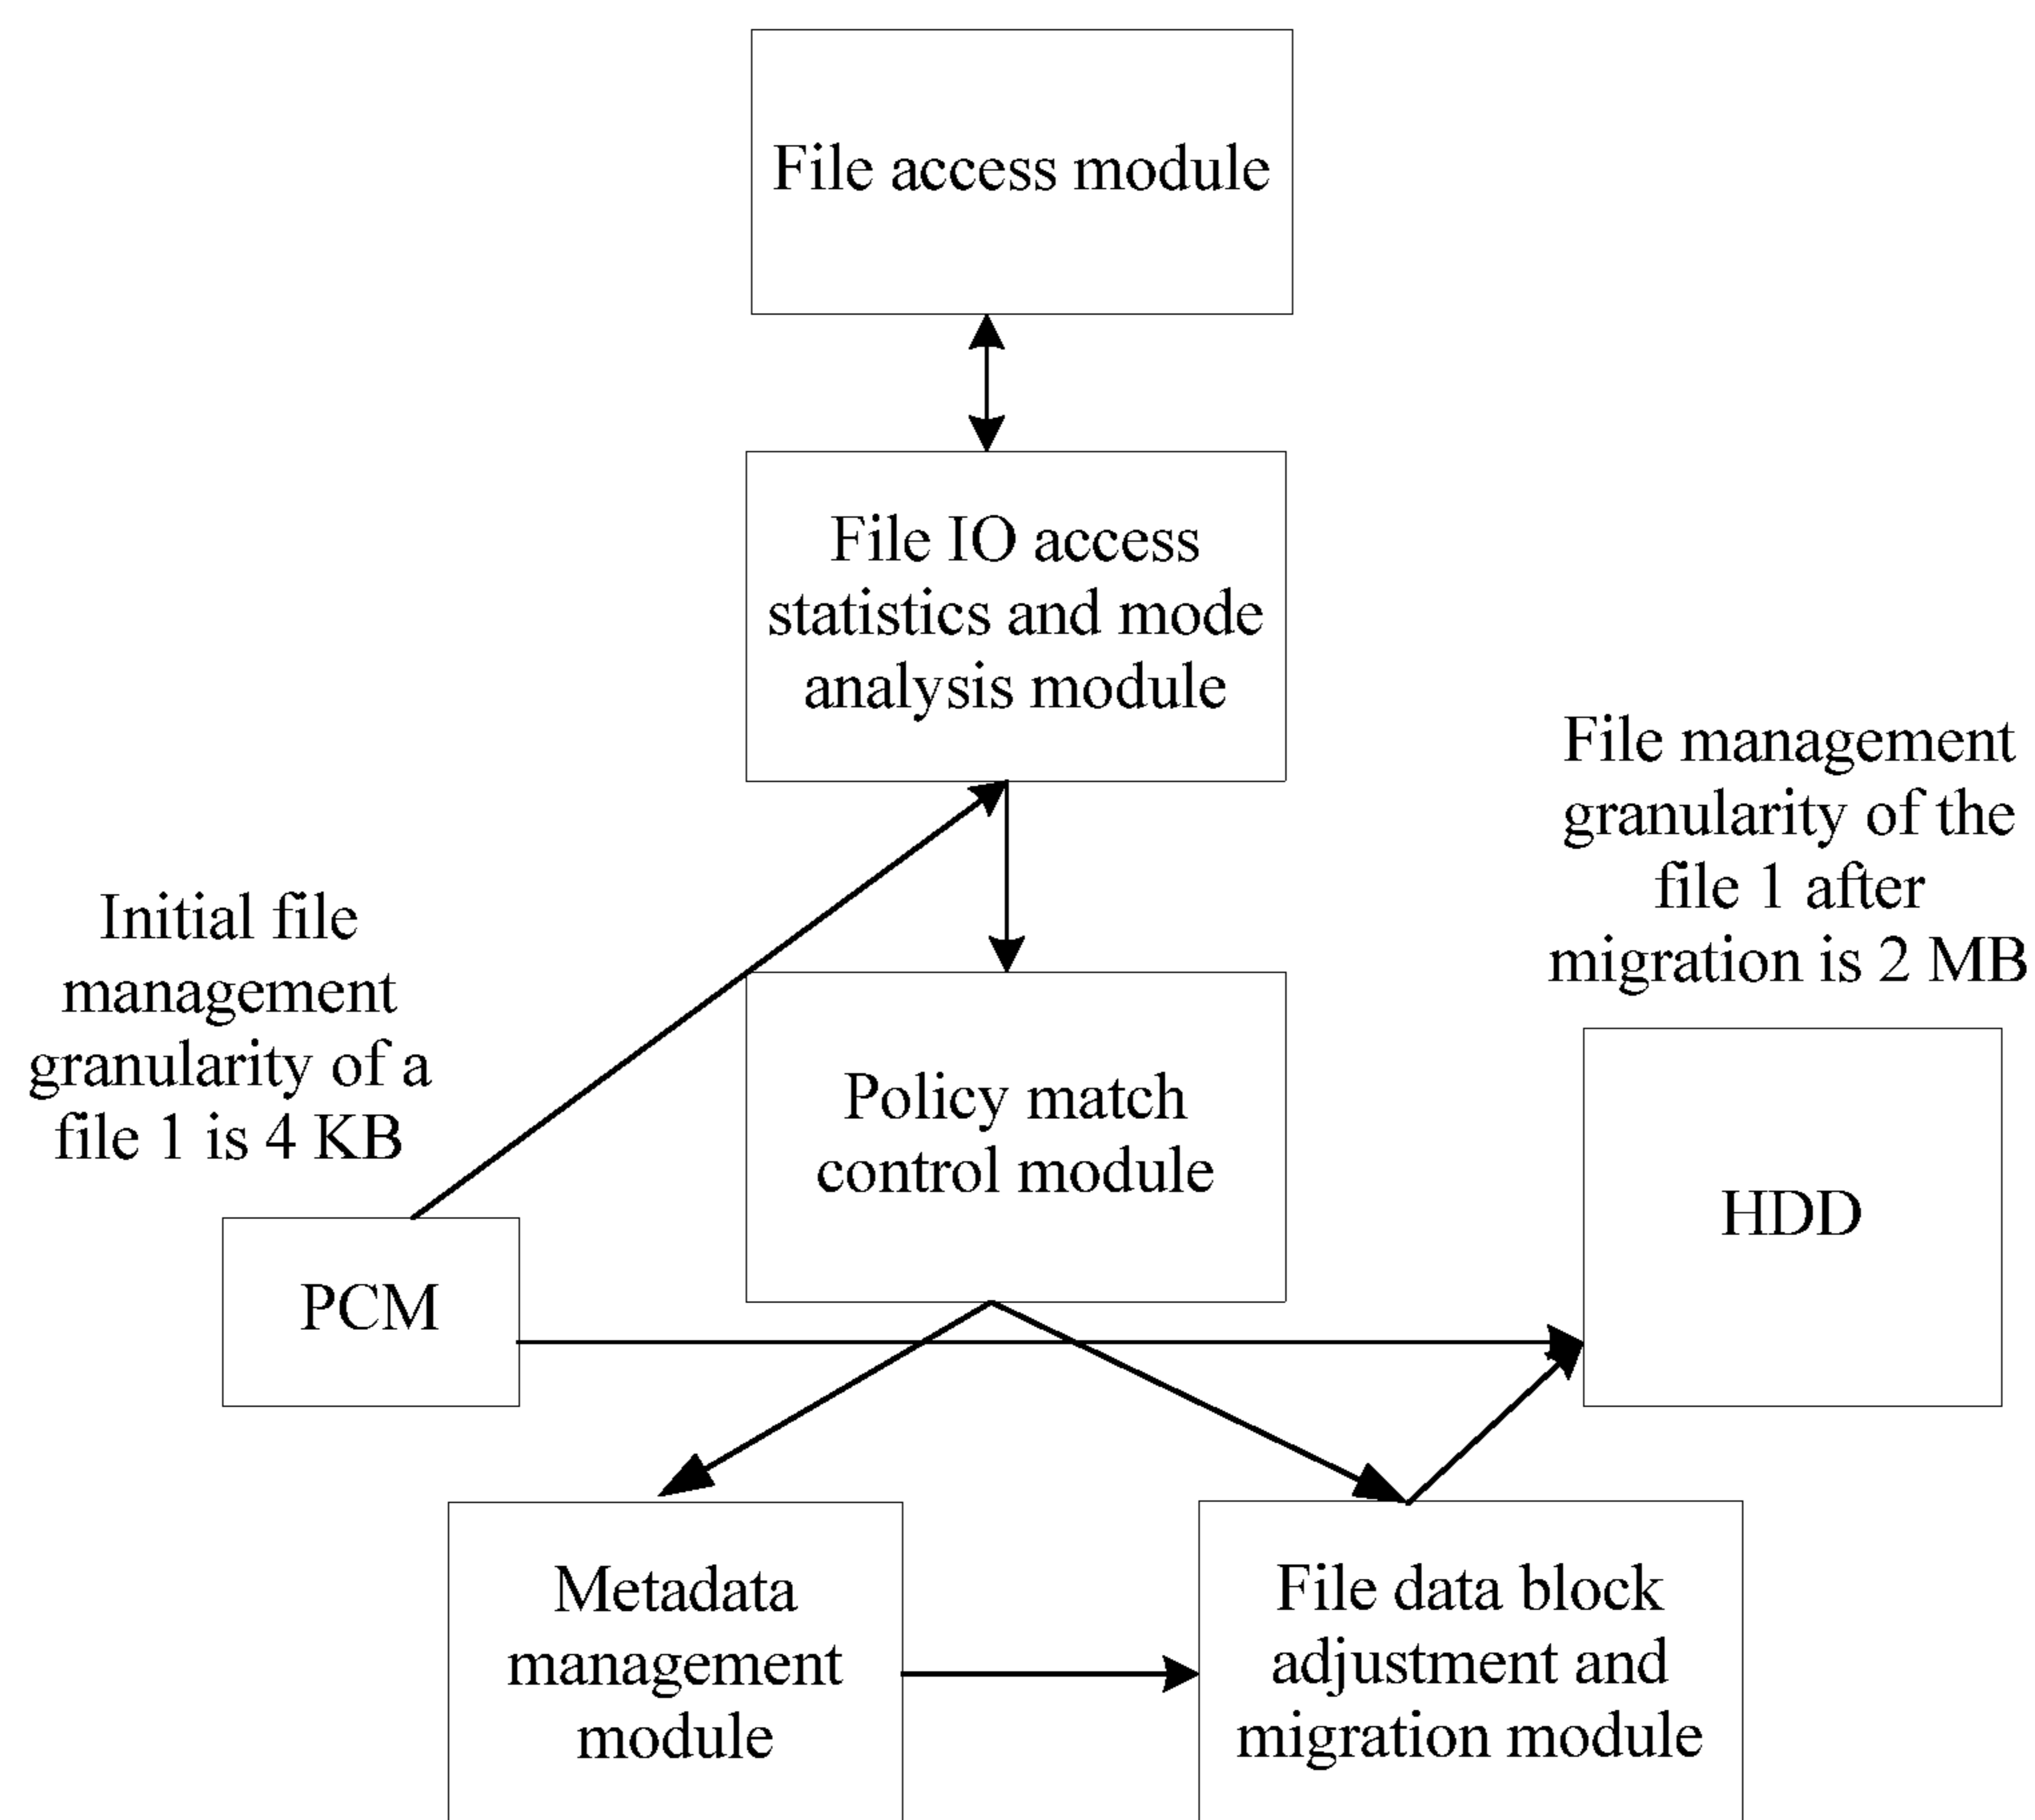 File access module
File IO access
statistics and mode
analysis module
File management
granularity of the
file 1 after
migration is 2 MB
Initial file
management
granularity of a
file 1 is 4 KB
Policy match
control module
HDD
PCM
Metadata
management
module
File data block
adjustment and
migration module